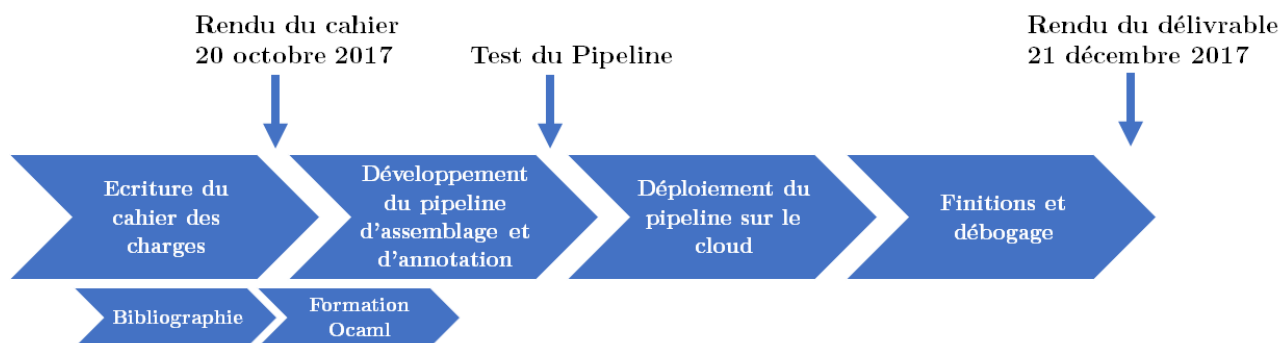 Rendu du cahier
20 octobre 2017
Test du Pipeline
Rendu du délivrable
21 décembre 2017
Ecriture du
cahier des
charges
Développement
du pipeline
d'assemblage et
d'annotation
Déploiement du
pipeline sur le
cloud
Finitions et
débogage
Bibliographie
Formation
Ocaml